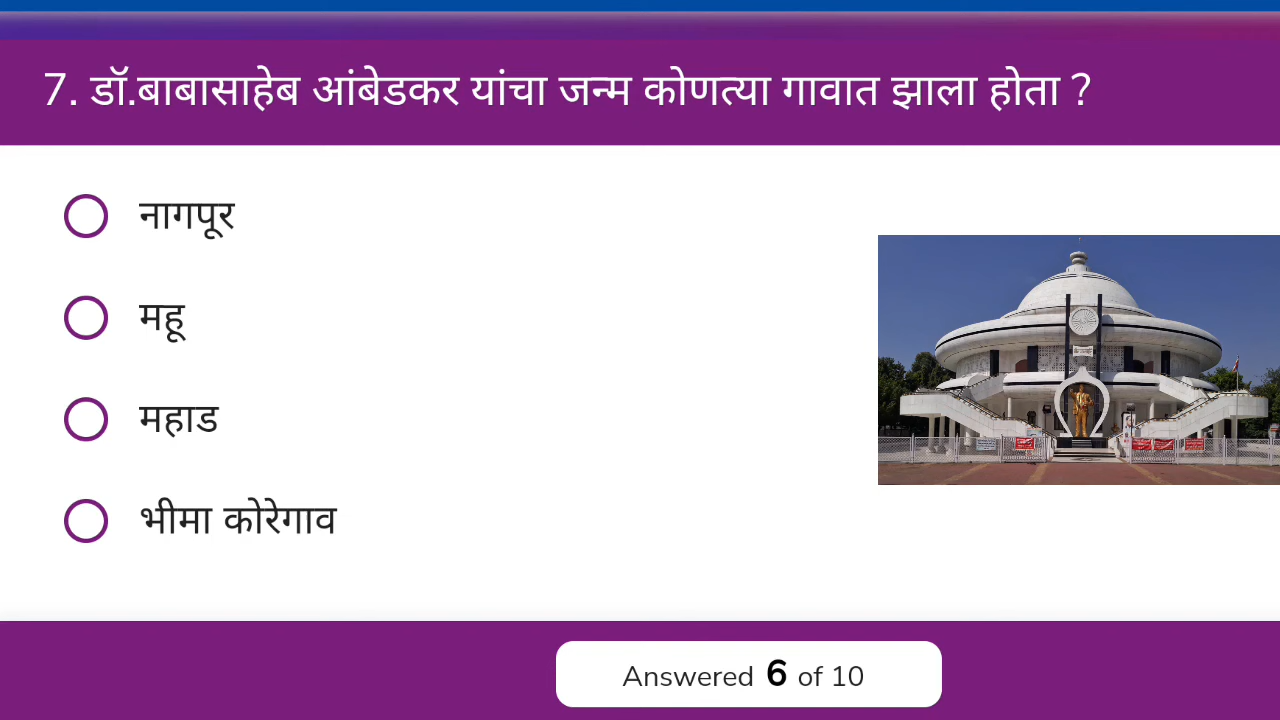 7. डॉ.बाबासाहेब आंबेडकर यांचा जन्म कोणत्या गावात झाला होता ?
नागपूर
महू
महाड
भीमा कोरेगाव
Answered 6 of 10